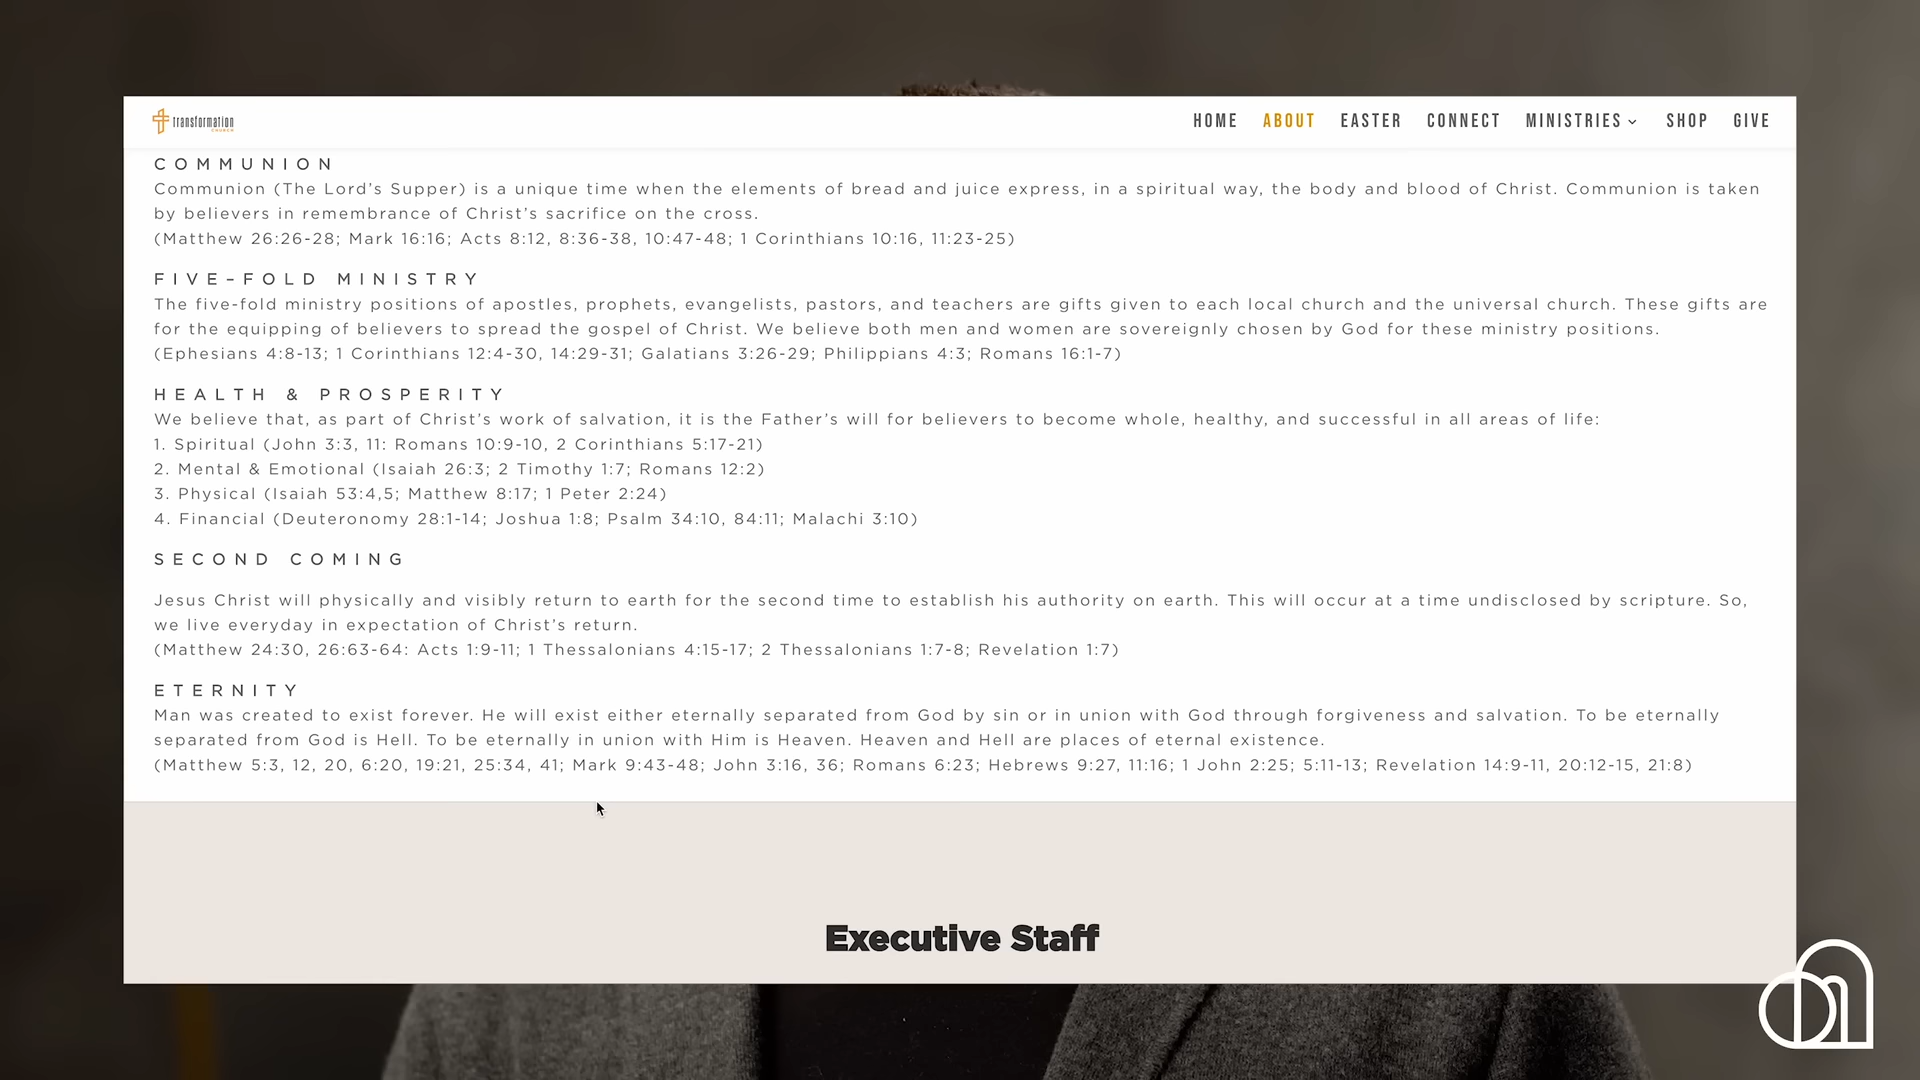 transformation
CHURCH
HOME ABOUT EASTER CONNECT MINISTRIES SHOP GIVE
COMMUNION
Communion (The Lord's Supper) is a unique time when the elements of bread and juice express, in a spiritual way, the body and blood of Christ. Communion is taken
by believers in remembrance of Christ's sacrifice on the cross.
(Matthew 26:26-28; Mark 16:16; Acts 8:12, 8:36-38, 10:47-48; 1 Corinthians 10:16, 11:23-25)
FIVE-FOLD MINISTRY
The five-fold ministry positions of apostles, prophets, evangelists, pastors, and teachers are gifts given to each local church and the universal church. These gifts are
for the equipping of believers to spread the gospel of Christ. We believe both men and women are sovereignly chosen by God for these ministry positions.
(Ephesians 4:8-13; 1 Corinthians 12:4-30, 14:29-31; Galatians 3:26-29; Philippians 4:3; Romans 16:1-7)
HEALTH & PROSPERITY
We believe that, as part of Christ's work of salvation, it is the Father's will for believers to become whole, healthy, and successful in all areas of life:
1. Spiritual (John 3:3, 11: Romans 10:9-10, 2 Corinthians 5:17-21)
2. Mental & Emotional (Isaiah 26:3; 2 Timothy 1:7; Romans 12:2)
3. Physical (Isaiah 53:4,5; Matthew 8:17; 1 Peter 2:24)
4. Financial (Deuteronomy 28:1-14; Joshua 1:8; Psalm 34:10, 84:11; Malachi 3:10)
SECOND COMING
Jesus Christ will physically and visibly return to earth for the second time to establish his authority on earth. This will occur at a time undisclosed by scripture. So,
we live everyday in expectation of Christ's return.
(Matthew 24:30, 26:63-64: Acts 1:9-11; 1 Thessalonians 4:15-17; 2 Thessalonians 1:7-8; Revelation 1:7)
ETERNITY
Man was created to exist forever. He will exist either eternally separated from God by sin or in union with God through forgiveness and salvation. To be eternally
separated from God is Hell. To be eternally in union with Him is Heaven. Heaven and Hell are places of eternal existence.
(Matthew 5:3, 12, 20, 6:20, 19:21, 25:34, 41; Mark 9:43-48; John 3:16, 36; Romans 6:23; Hebrews 9:27, 11:16; 1 John 2:25; 5:11-13; Revelation 14:9-11, 20:12-15, 21:8)
Executive Staff